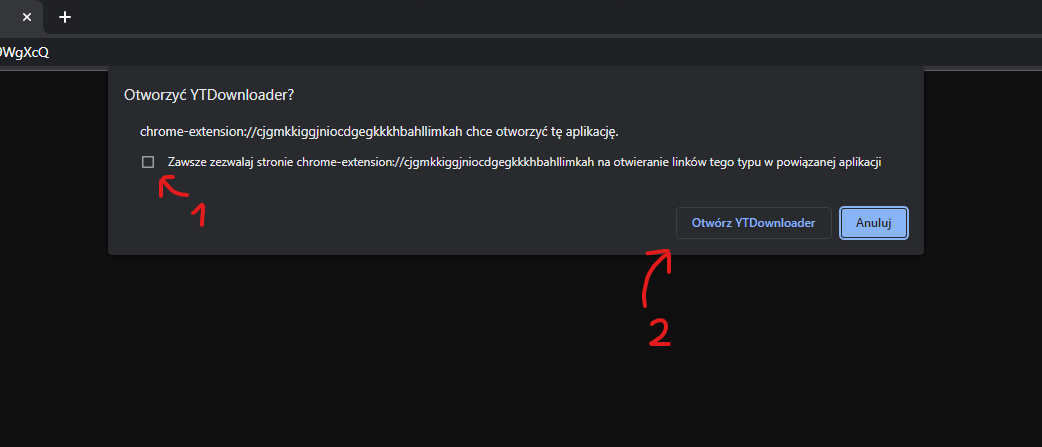 9WgXcQ
Otworzyć YTDownloader?
chrome-extension://cjgmkkiggjniocdgegkkkhbahllimkah chce otworzyć tę aplikację.
Zawsze zezwalaj stronie chrome-extension://cjgmkkiggjniocdgegkkkhbahllimkah na otwieranie linków tego typu w powiązanej aplikacji
1
Otwórz YTDownloader Anuluj
2